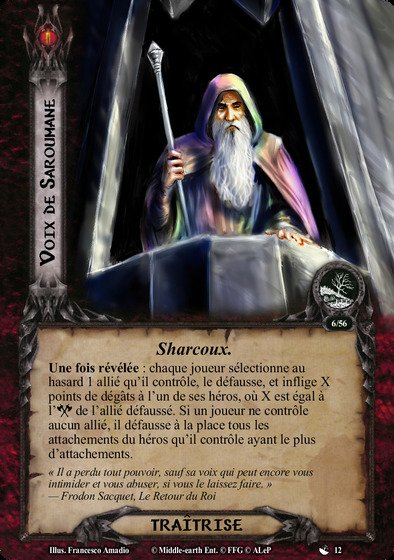 VOIX DE SAROUMANE
6/56
Sharcoux.
Une fois révélée : chaque joueur sélectionne au
hasard 1 allié qu'il contrôle, le défausse, et inflige X
points de dégâts à l'un de ses héros, où X est égal à
l' de l'allié défaussé. Si un joueur ne contrôle
aucun allié, il défausse à la place tous les
attachements du héros qu'il contrôle ayant le plus
d'attachements.
« Il a perdu tout pouvoir, sauf sa voix qui peut encore vous
intimider et vous abuser, si vous le laissez faire. »
— Frodon Sacquet, Le Retour du Roi
TRAÎTRISE
Illus. Francesco Amadio © Middle-earth Ent. © FFG © ALeP 12